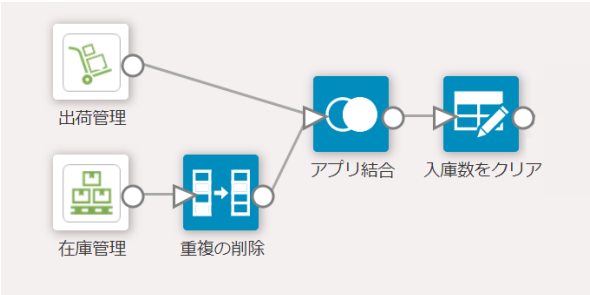 出荷管理
アプリ結合
入庫数をクリア
在庫管理
重複の削除